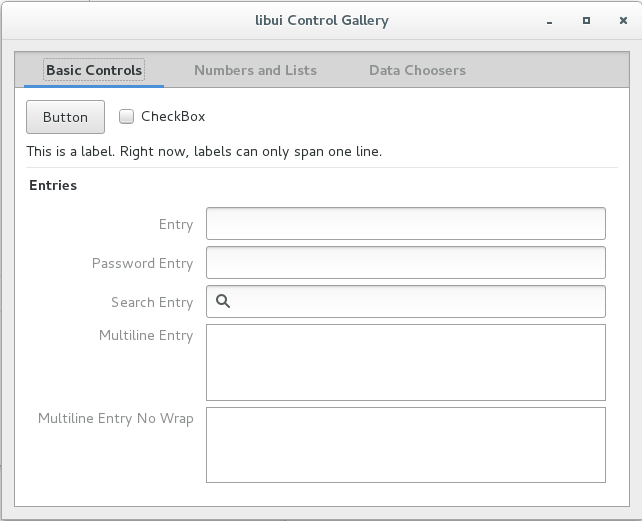 libui Control Gallery
Basic Controls Numbers and Lists Data Choosers
Button CheckBox
This is a label. Right now, labels can only span one line.
Entries
Entry
Password Entry
Search Entry
Multiline Entry
Multiline Entry No Wrap